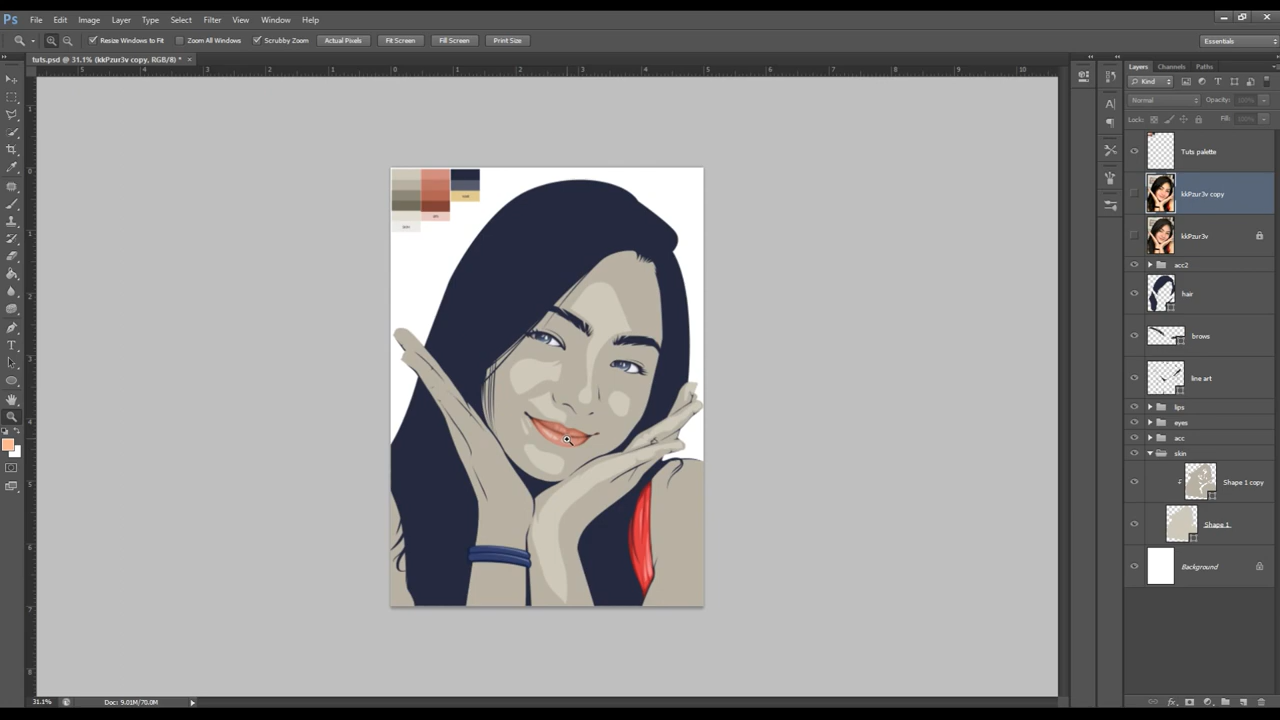 Ps File Edit Image Layer Type Select Filter View Window Help
Resize Windows to Fit Zoom All Windows Scrubby Zoom Actual Pixels Fit Screen Fill Screen Print Size Essentials
tuts.psd @ 31.1% (kkPzur3v copy, RGB/8) *
Layers Channels Paths
Kind
Normal Opacity: 100%
Lock: Fill: 100%
Tuts palette
kkPzur3v copy
kkPzur3v
acc2
hair
brows
line art
lips
eyes
acc
skin
Shape 1 copy
Shape 1
Background
31.1% Doc: 9.01M/70.0M